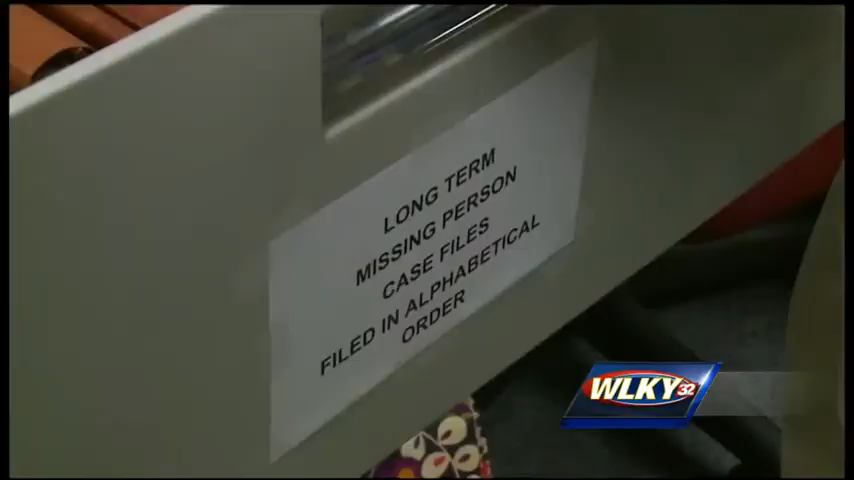 LONG TERM
MISSING PERSON
CASE FILES
FILED IN ALPHABETICAL
ORDER
WLKY 32